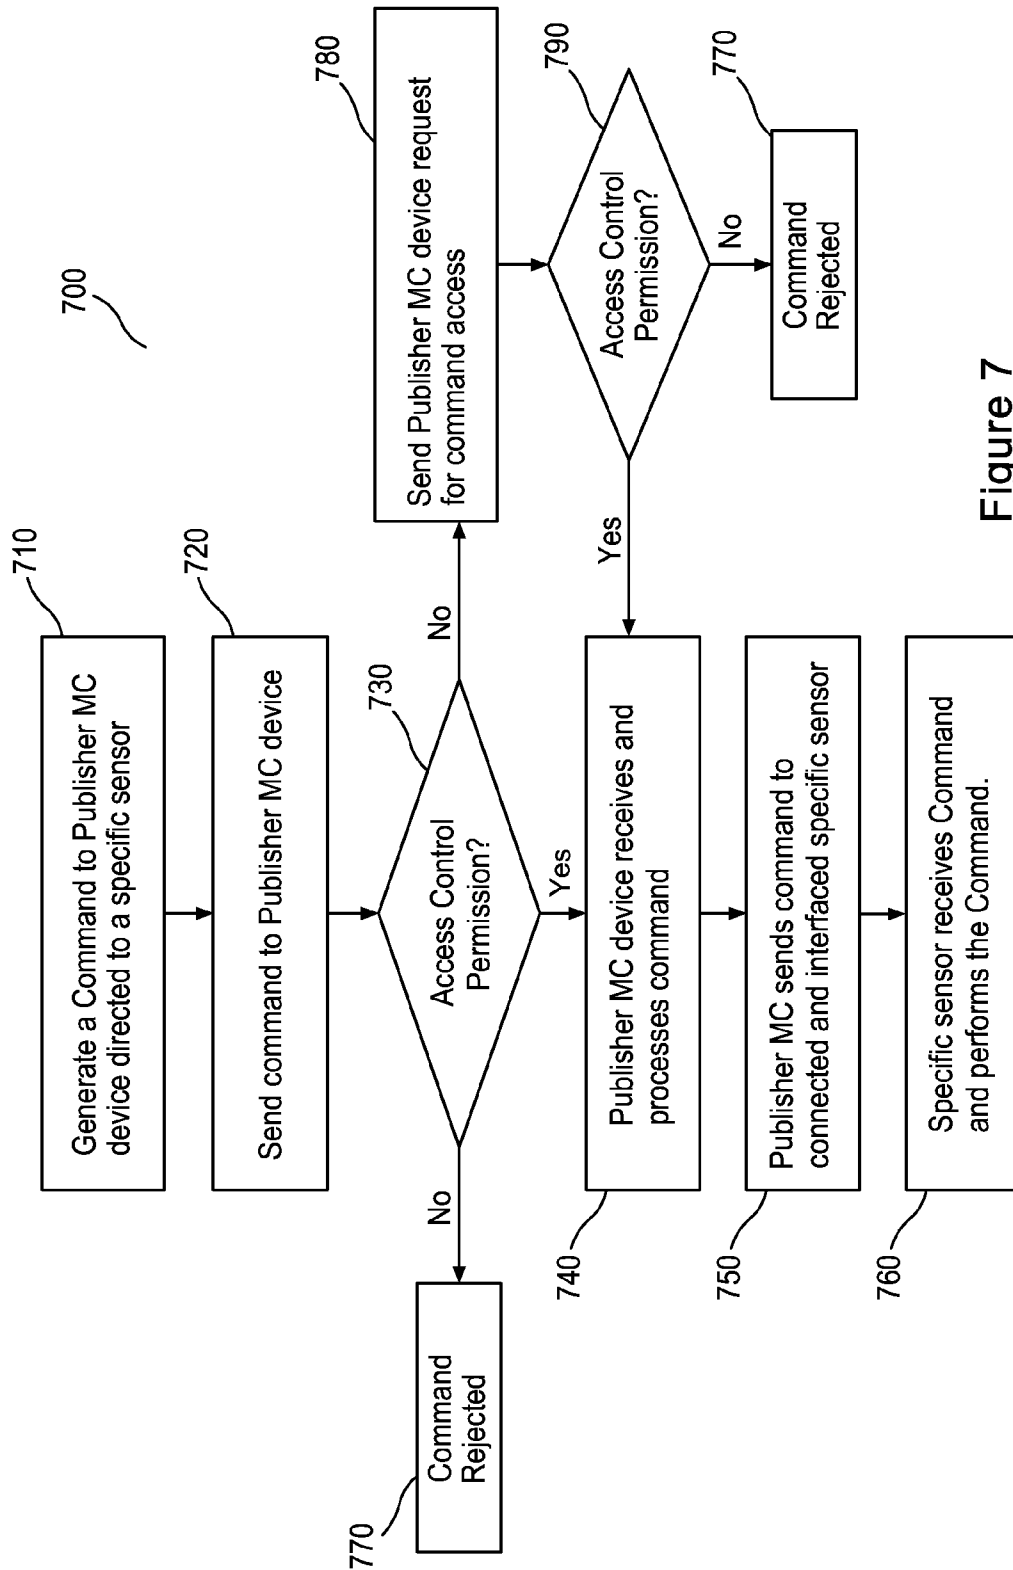 700
710
Generate a Command to Publisher MC
device directed to a specific sensor
720
Send command to Publisher MC device
730
Access Control
Permission?
No
770
Command
Rejected
No
780
Send Publisher MC device request
for command access
790
Access Control
Permission?
No
770
Command
Rejected
Yes
Yes
740
Publisher MC device receives and
processes command
750
Publisher MC sends command to
connected and interfaced specific sensor
760
Specific sensor receives Command
and performs the Command.
Figure 7